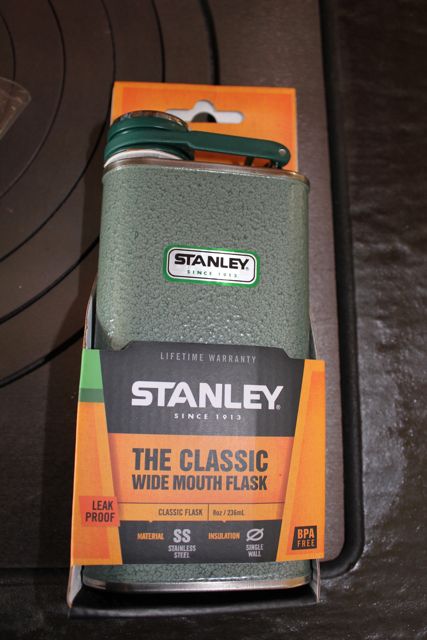 STANLEY
SINCE 1913
LIFETIME WARRANTY
STANLEY®
SINCE 1913
THE CLASSIC
WIDE MOUTH FLASK
CLASSIC FLASK 8oz / 236mL
LEAK
PROOF
MATERIAL SS
STAINLESS
STEEL
INSULATION Ø
SINGLE
WALL
BPA
FREE